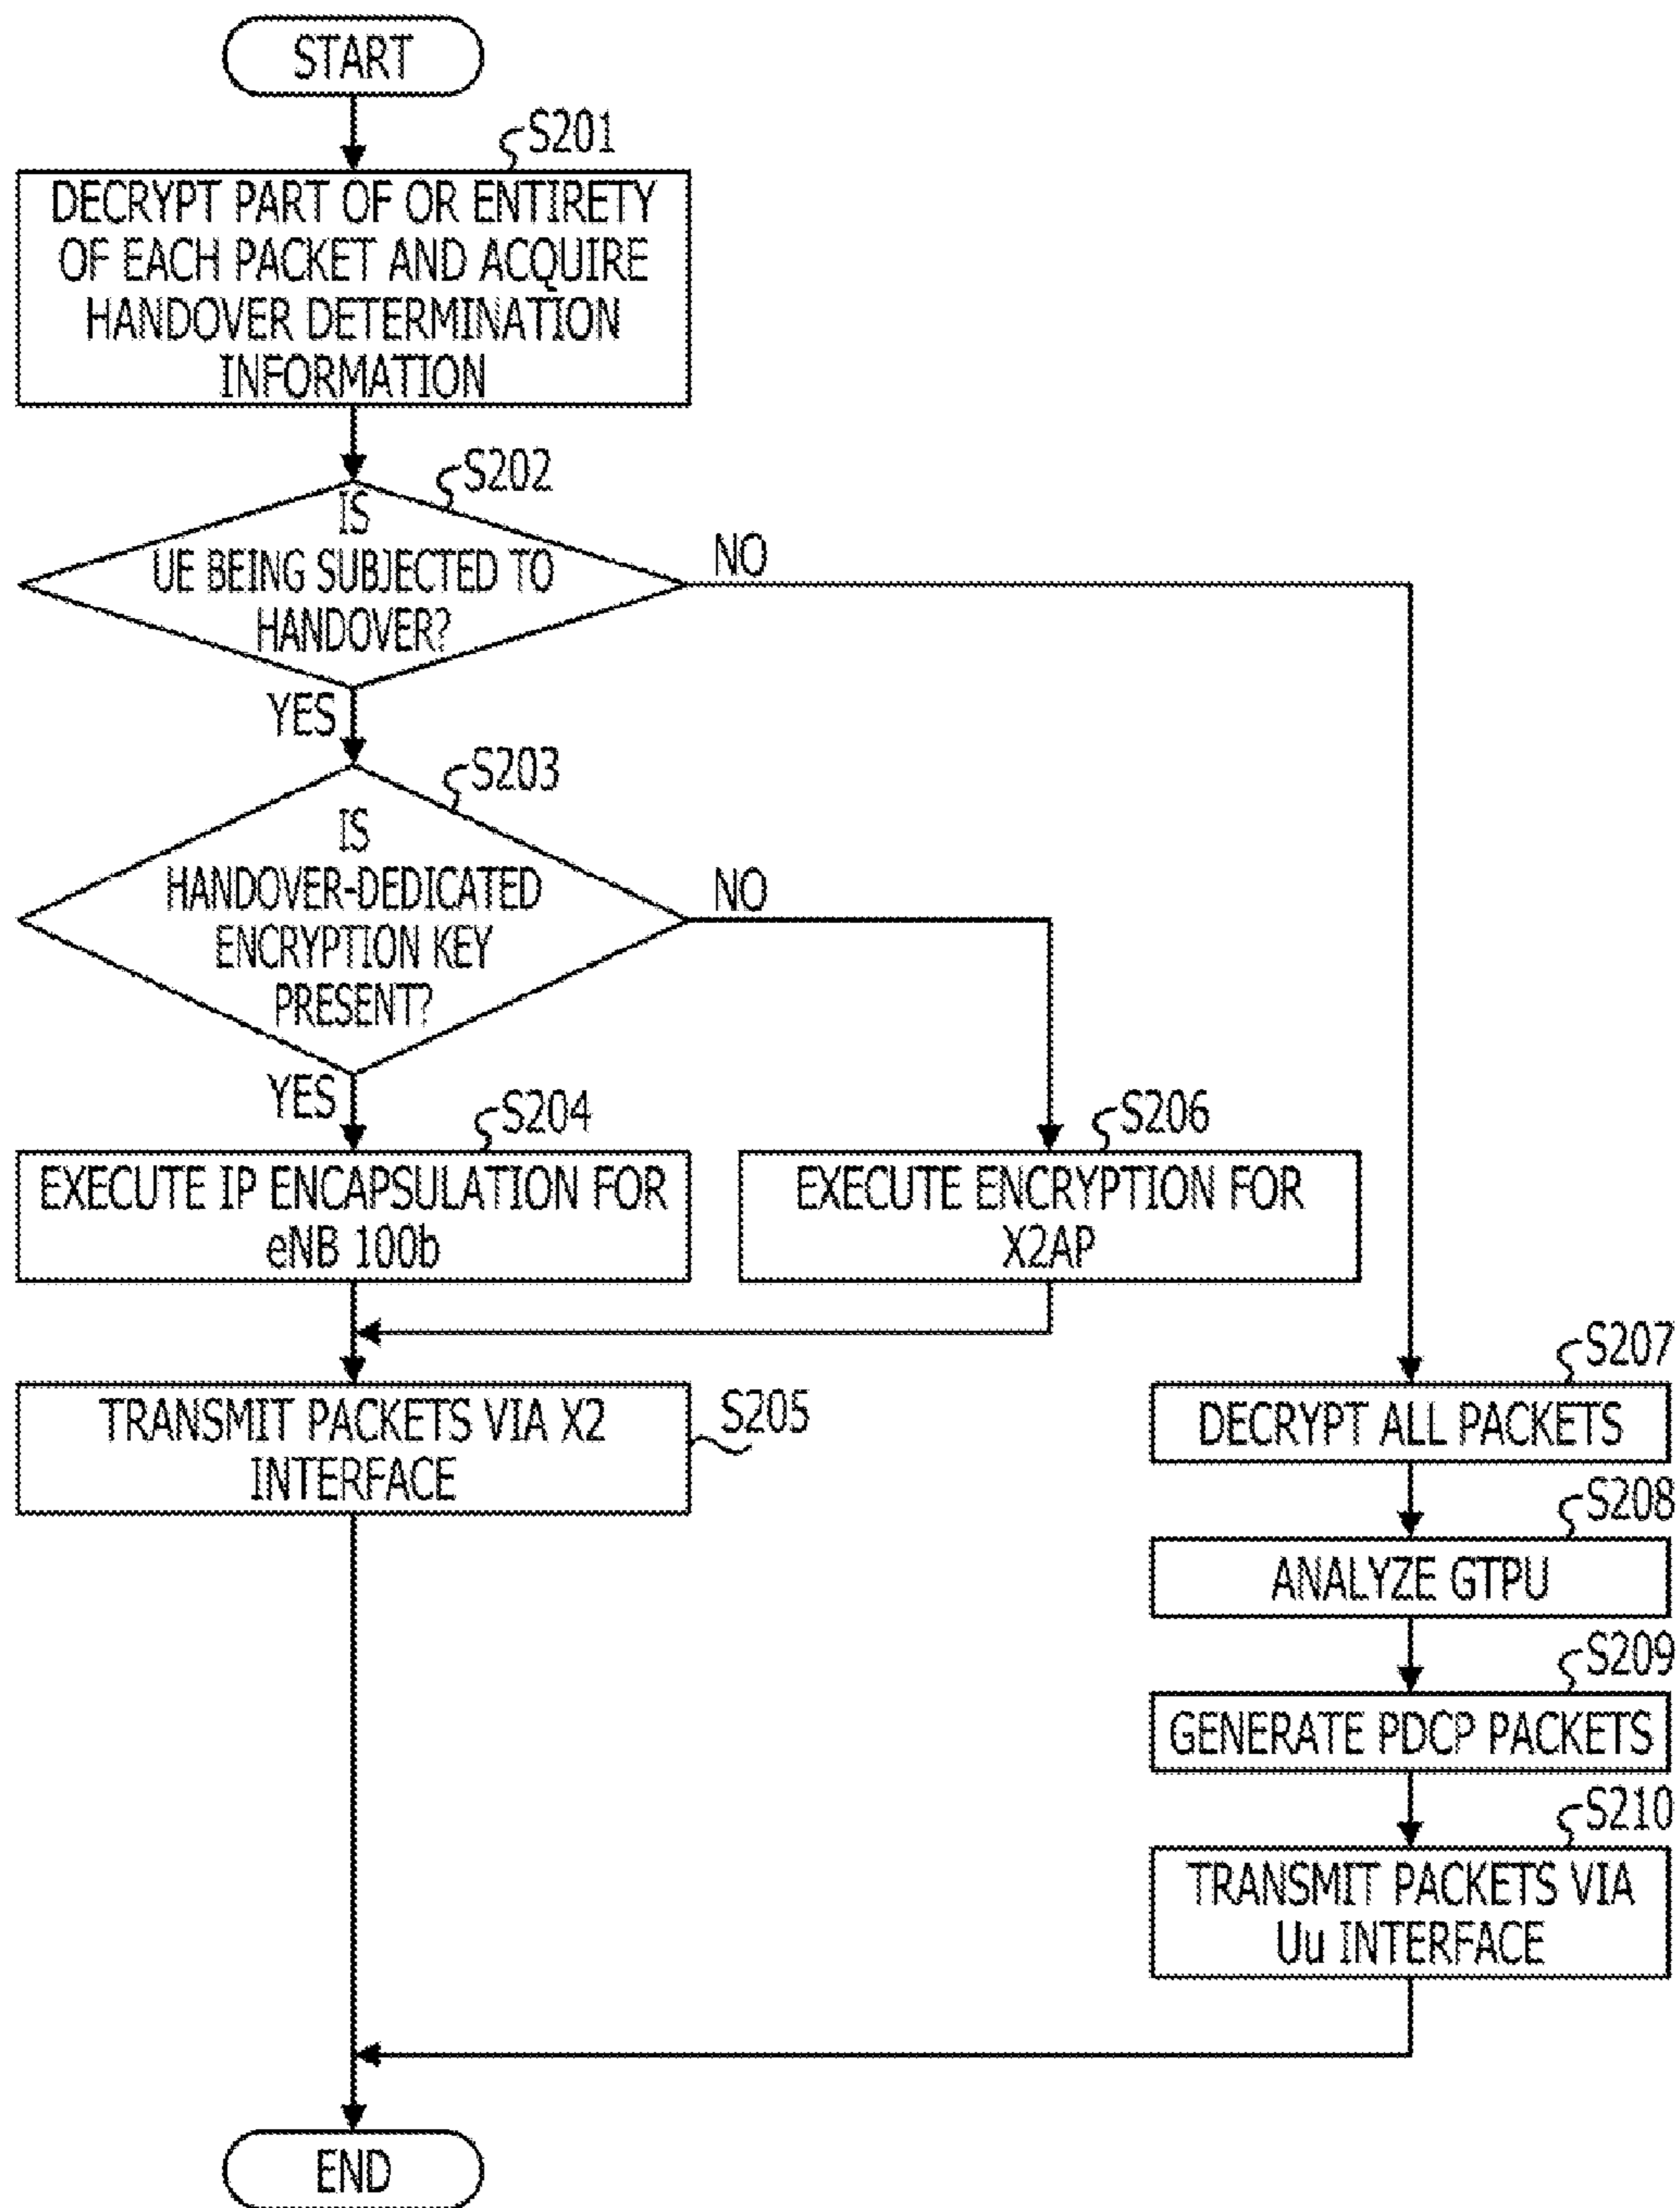 START
S201
DECRYPT PART OF OR ENTIRETY
OF EACH PACKET AND ACQUIRE
HANDOVER DETERMINATION
INFORMATION
S202
IS
UE BEING SUBJECTED TO
HANDOVER?
NO
YES
S203
IS
HANDOVER-DEDICATED
ENCRYPTION KEY
PRESENT?
NO
YES
S204
EXECUTE IP ENCAPSULATION FOR
eNB 100b
S206
EXECUTE ENCRYPTION FOR
X2AP
S205
TRANSMIT PACKETS VIA X2
INTERFACE
S207
DECRYPT ALL PACKETS
S208
ANALYZE GTPU
S209
GENERATE PDCP PACKETS
S210
TRANSMIT PACKETS VIA
Uu INTERFACE
END